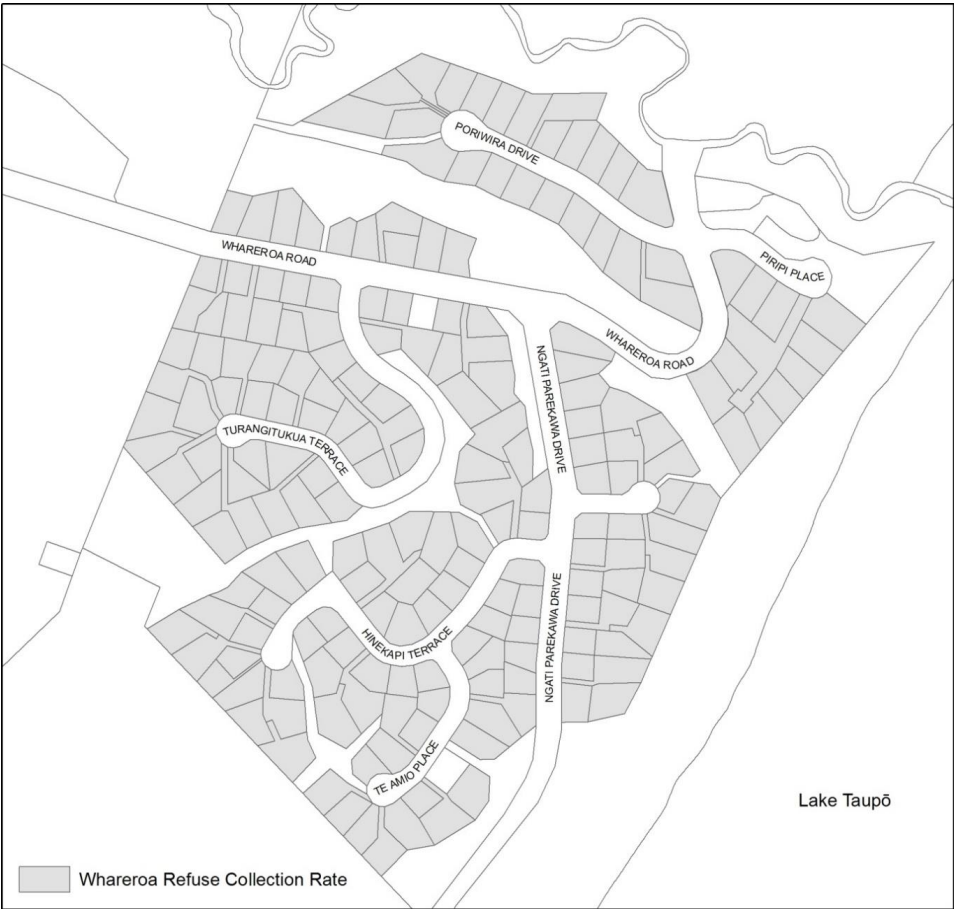 PORIWIRA DRIVE
WHAREROA ROAD
PIRIPI PLACE
WHAREROA ROAD
NGATI PAREKAWA DRIVE
TURANGITUKUA TERRACE
NGATI PAREKAWA DRIVE
HINEKAPI TERRACE
TE AMIO PLACE
Lake Taupō
Whareroa Refuse Collection Rate